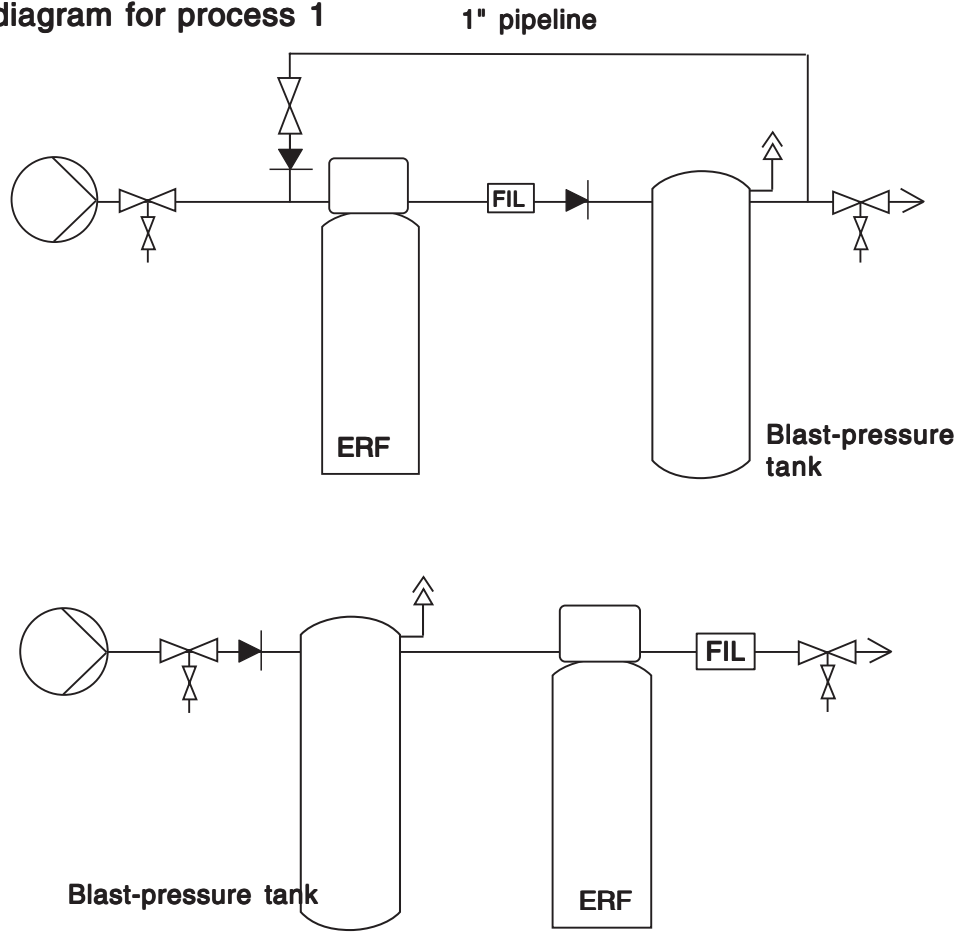 diagram for process 1
1" pipeline
FIL
ERF
Blast-pressure
tank
FIL
Blast-pressure tank
ERF